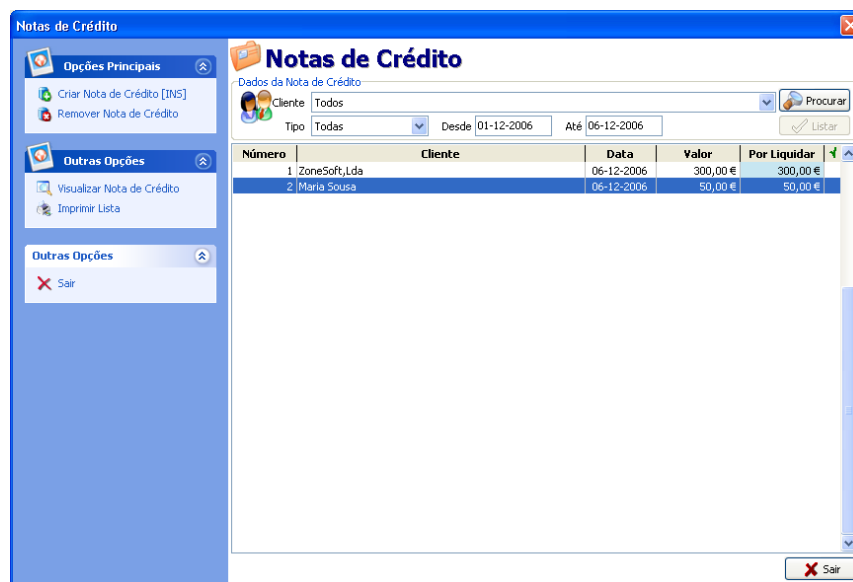 Notas de Crédito
Opções Principais
Criar Nota de Crédito [INS]
Remover Nota de Crédito
Outras Opções
Visualizar Nota de Crédito
Imprimir Lista
Outras Opções
Sair
Notas de Crédito
Dados da Nota de Crédito
Cliente Todos Procurar
Tipo Todas Desde 01-12-2006 Até 06-12-2006 Listar
Número Cliente Data Valor Por Liquidar
1 ZoneSoft,Lda 06-12-2006 300,00 € 300,00 €
2 Maria Sousa 06-12-2006 50,00 € 50,00 €
Sair